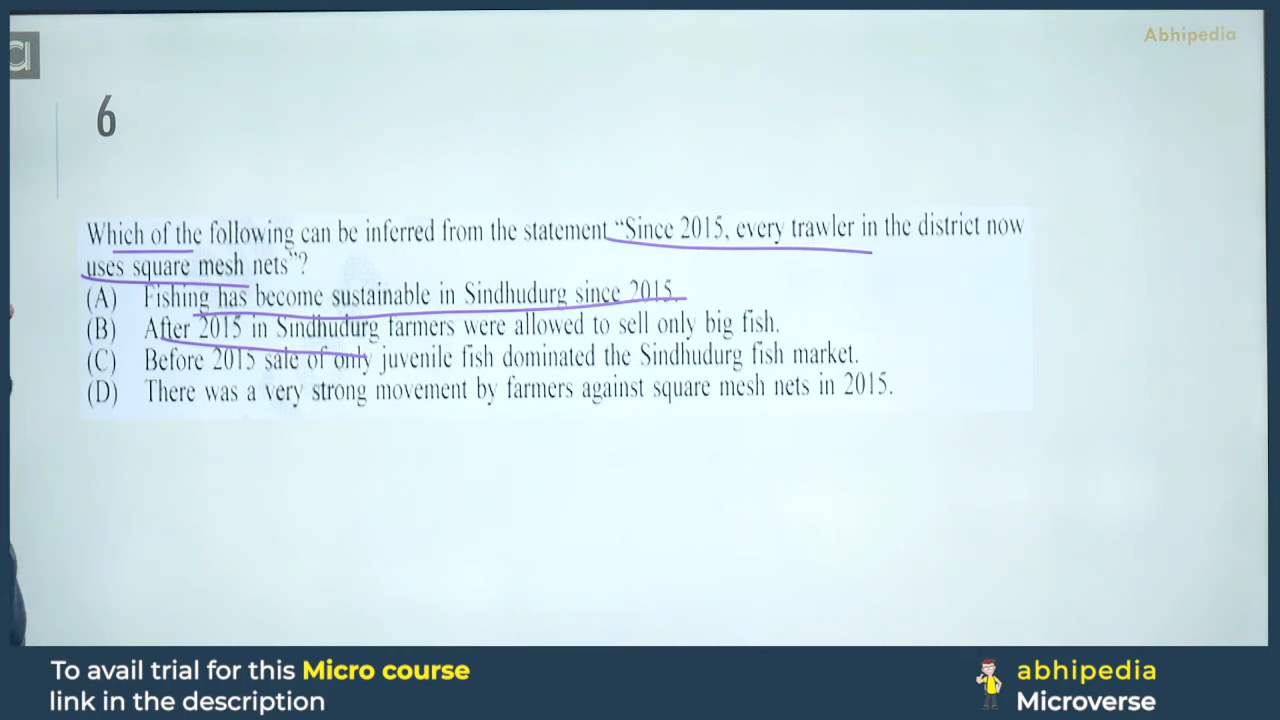 Abhipedia
a
6
Which of the following can be inferred from the statement “Since 2015, every trawler in the district now
uses square mesh nets”?
(A) Fishing has become sustainable in Sindhudurg since 2015.
(B) After 2015 in Sindhudurg farmers were allowed to sell only big fish.
(C) Before 2015 sale of only juvenile fish dominated the Sindhudurg fish market.
(D) There was a very strong movement by farmers against square mesh nets in 2015.
To avail trial for this Micro course
link in the description
abhipedia
Microverse